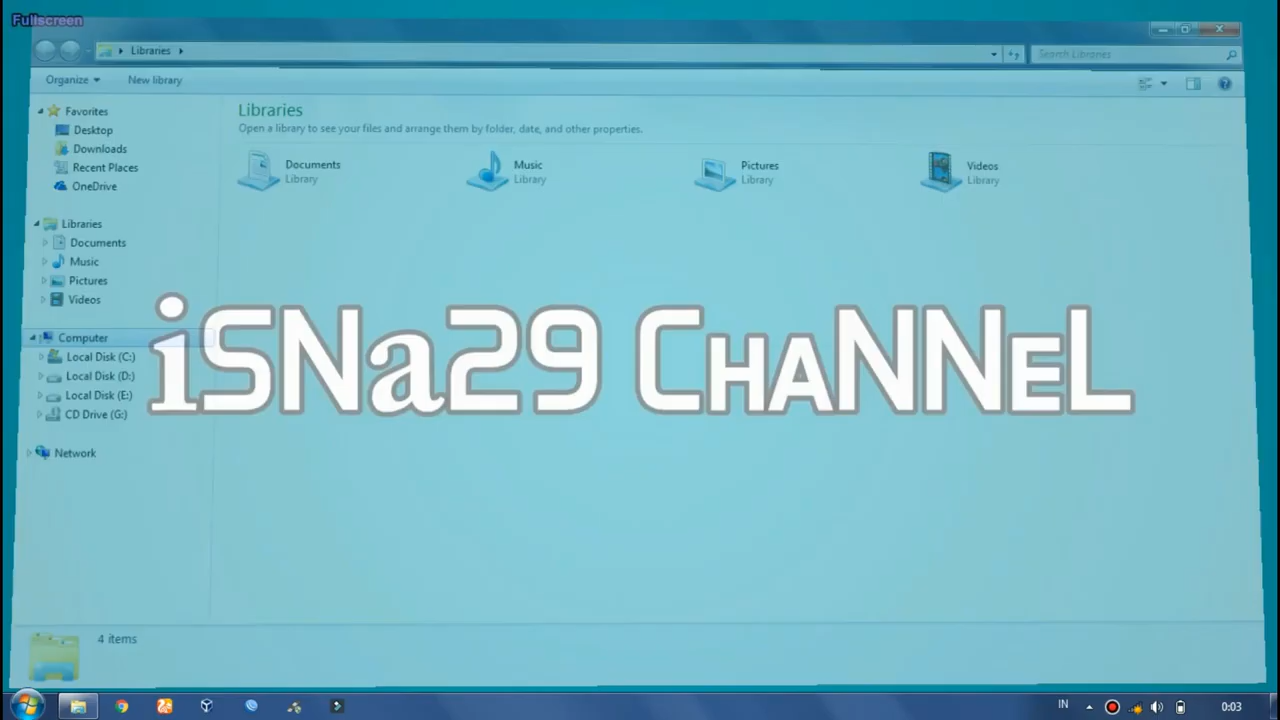 Fullscreen
Libraries
Search Libraries
Organize
New library
Favorites
Desktop
Downloads
Recent Places
OneDrive
Libraries
Documents
Music
Pictures
Videos
Computer
Local Disk (C:)
Local Disk (D:)
Local Disk (E:)
CD Drive (G:)
Network
Libraries
Open a library to see your files and arrange them by folder, date, and other properties.
Documents
Library
Music
Library
Pictures
Library
Videos
Library
iSNa29 CHaNNeL
4 items
IN
0:03